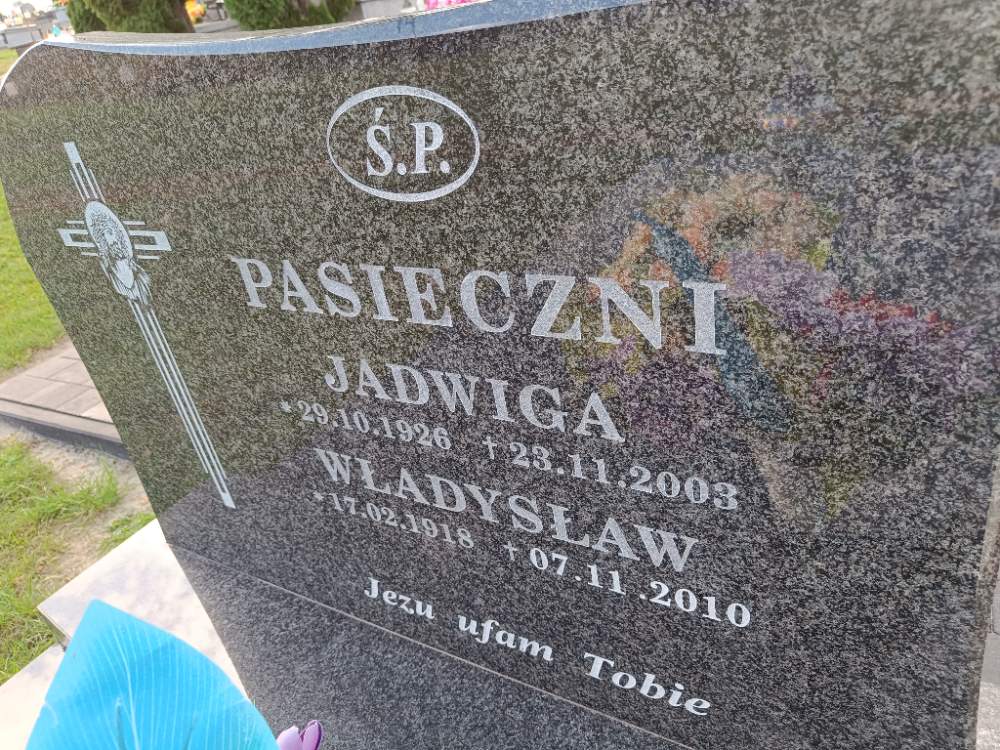 Ś.P.
PASIECZNI
JADWIGA
*29.10.1926 †23.11.2003
WŁADYSŁAW
*17.02.1918 †07.11.2010
Jezu ufam Tobie